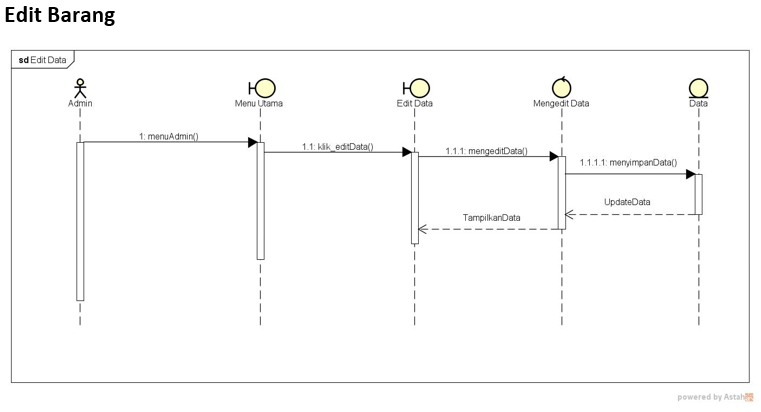 Edit Barang
sd Edit Data
Admin
Menu Utama
Edit Data
Mengedit Data
Data
1: menuAdmin()
1.1: klik_editData()
1.1.1: mengeditData()
1.1.1.1: menyimpanData()
UpdateData
TampilkanData
powered by Astah